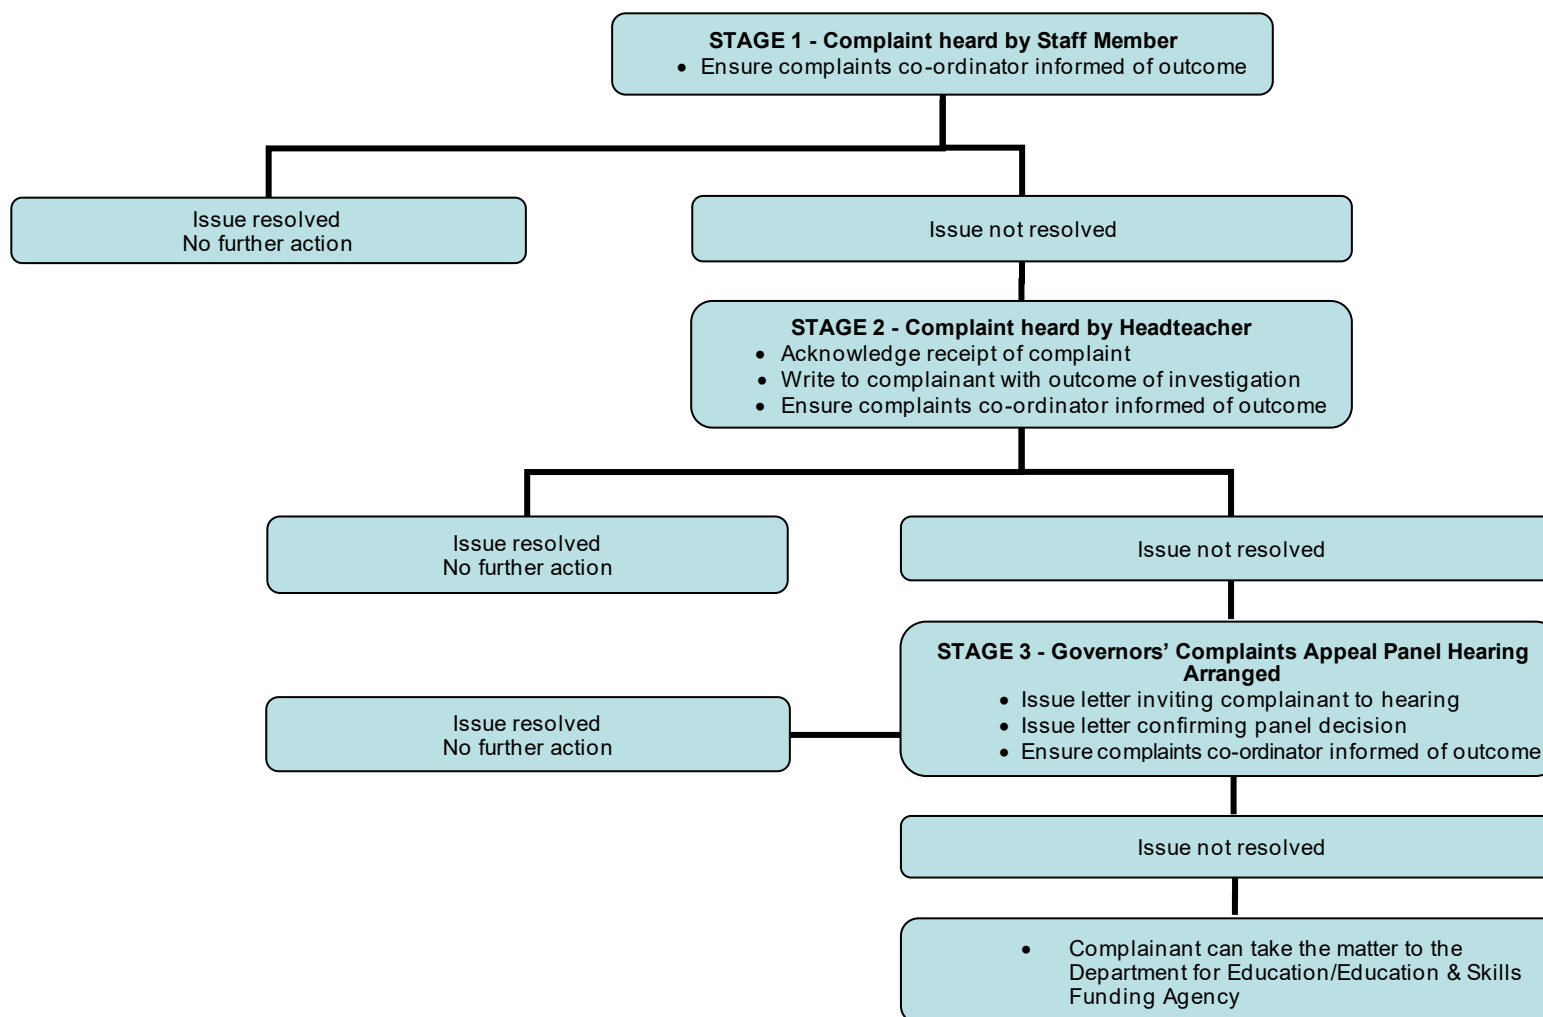 STAGE 1 - Complaint heard by Staff Member
• Ensure complaints co-ordinator informed of outcome
Issue resolved
No further action
Issue not resolved
STAGE 2 - Complaint heard by Headteacher
• Acknowledge receipt of complaint
• Write to complainant with outcome of investigation
• Ensure complaints co-ordinator informed of outcome
Issue resolved
No further action
Issue not resolved
STAGE 3 - Governors’ Complaints Appeal Panel Hearing
Arranged
• Issue letter inviting complainant to hearing
• Issue letter confirming panel decision
• Ensure complaints co-ordinator informed of outcome
Issue resolved
No further action
Issue not resolved
• Complainant can take the matter to the
Department for Education/Education & Skills
Funding Agency